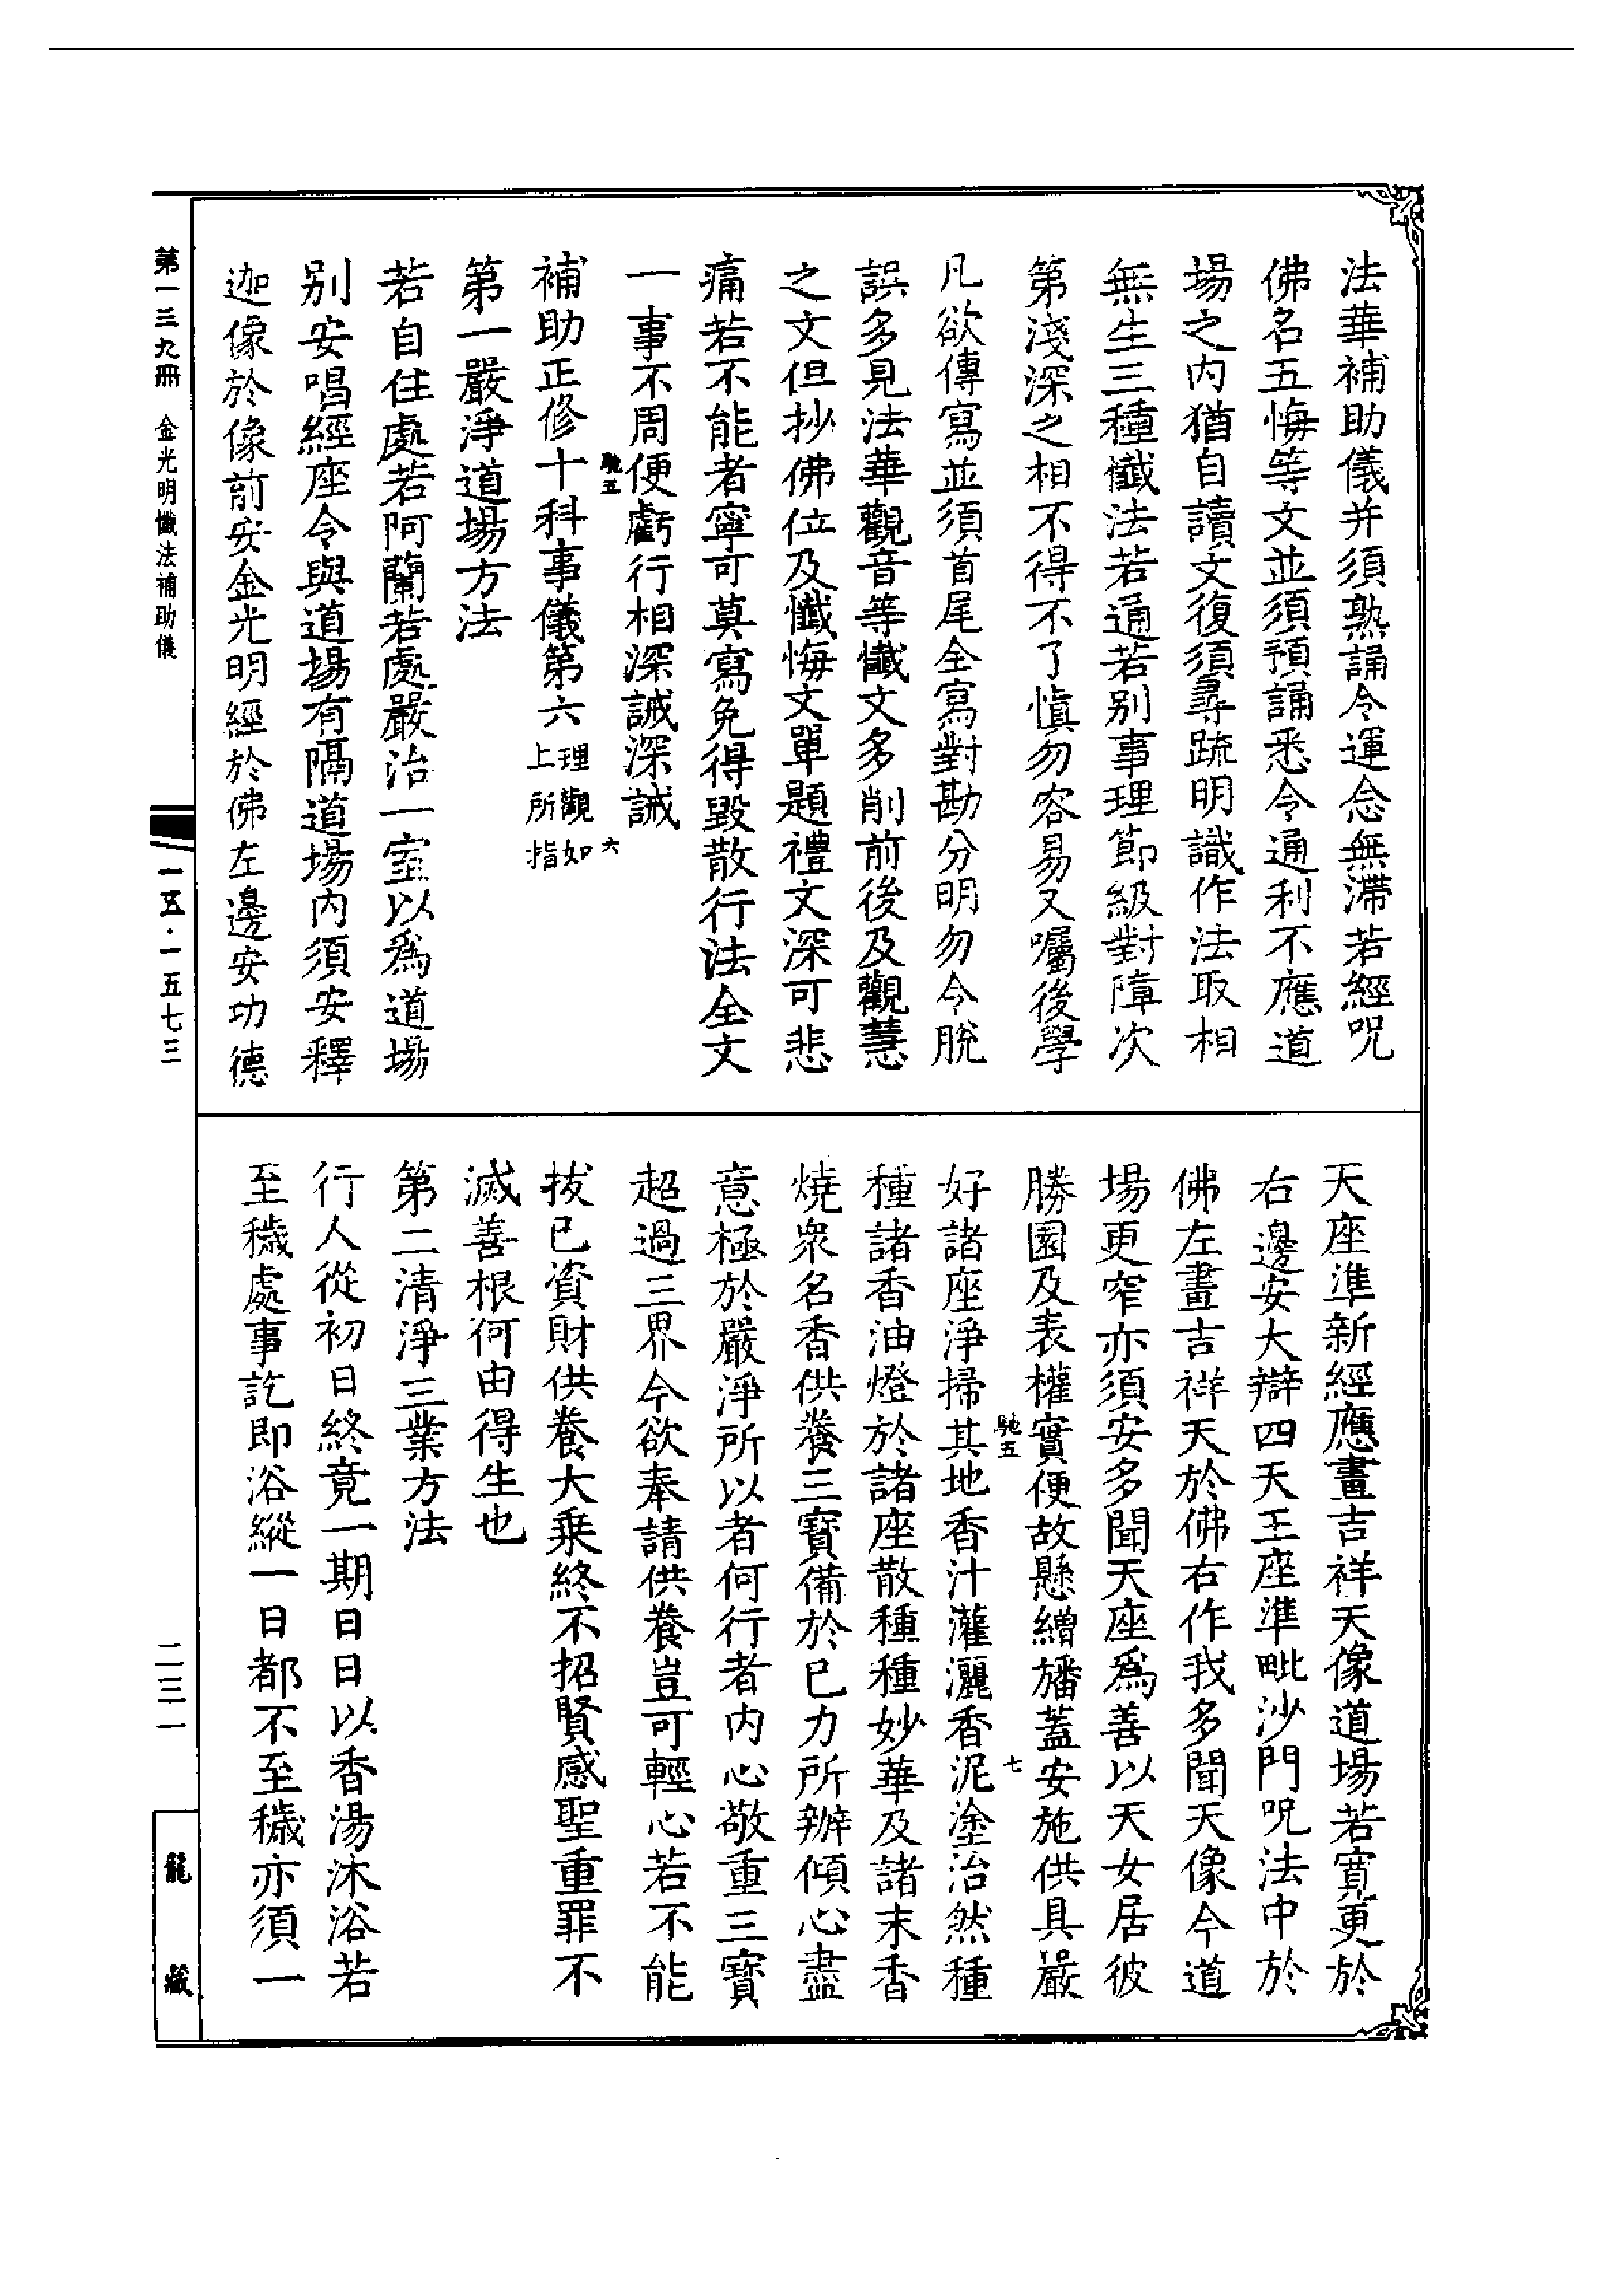 法華補助儀并須熟誦令運念無滯若經呪
佛名五悔等文並須預誦悉令通利不應道
場之內猶自讀文復須尋疏明識作法取相
無生三種懺法若通若别事理節級對障次
第淺深之相不得不了慎勿容易又囑後學
凡欲傳寫並須首尾全寫對勘分明勿令脫
誤多見法華觀音等懺文多削前後及觀慧
之文但抄佛位及懺悔文單題禮文深可悲
痛若不能者寧可莫寫免得毀散行法全文
一事不周便虧行相深誡深誡
馳五
六
補助正修十科事儀第六理觀如上所指
第一嚴淨道場方法
若自住處若阿蘭若處嚴治一室以為道場
别安唱經座令與道場有隔道場內須安釋
迦像於像前安金光明經於佛左邊安功德
天座準新經應畫吉祥天像道場若寬更於
右邊安大辯四天王座準毗沙門呪法中於
佛左畫吉祥天於佛右作我多聞天像今道
場更窄亦須安多聞天座為善以天女居彼
勝園及表權實便故懸繒旛蓋安施供具嚴
馳五
七
好諸座淨掃其地香汁灑灑香泥塗治然種
種諸香油燈於諸座散種種妙華及諸末香
燒眾名香供養三寶備於已力所辦傾心盡
意極於嚴淨所以者何行者內心敬重三寶
超過三界今欲奉請供養豈可輕心若不能
拔已資財供養大乘終不招賢感聖重罪不
滅善根何由得生也
第二清淨三業方法
行人從初日終竟一期日日以香湯沐浴若
至穢處事訖即浴縱一日都不至穢亦須一
第一三九冊 金光明懺法補助儀
一五·一五七三
二三一
龍藏